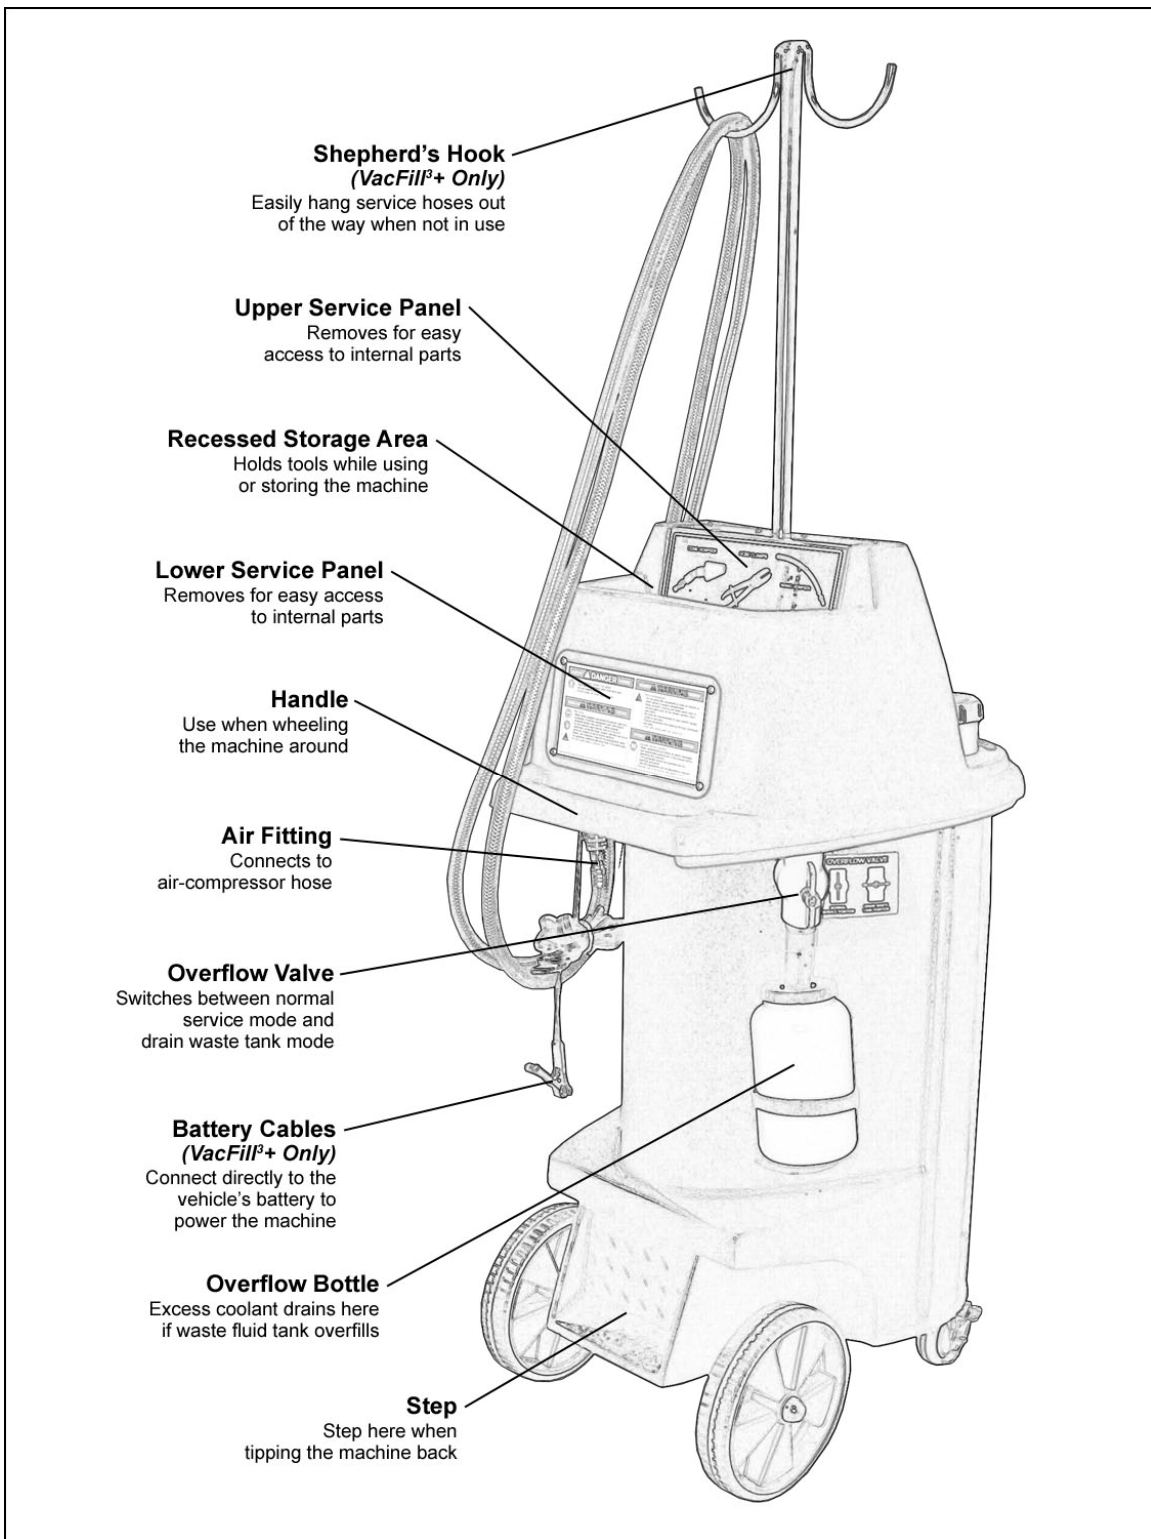 Shepherd's Hook
(VacFill³+ Only)
Easily hang service hoses out
of the way when not in use
Upper Service Panel
Removes for easy
access to internal parts
Recessed Storage Area
Holds tools while using
or storing the machine
Lower Service Panel
Removes for easy access
to internal parts
DANGER
Handle
Use when wheeling
the machine around
Air Fitting
Connects to
air-compressor hose
OVERFLOW VALVE
Overflow Valve
Switches between normal
service mode and
drain waste tank mode
Battery Cables
(VacFill³+ Only)
Connect directly to the
vehicle's battery to
power the machine
Overflow Bottle
Excess coolant drains here
if waste fluid tank overfills
Step
Step here when
tipping the machine back